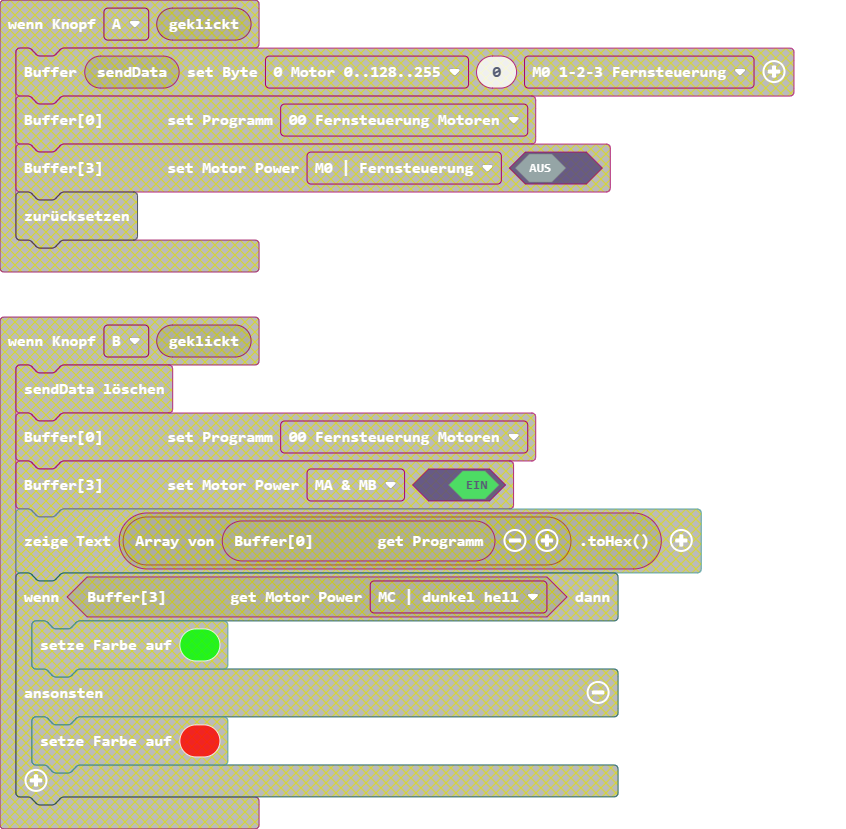 wenn Knopf A geklickt
Buffer sendData set Byte 0 Motor 0..128..255 0 M0 1-2-3 Fernsteuerung
Buffer[0] set Programm 00 Fernsteuerung Motoren
Buffer[3] set Motor Power M0 | Fernsteuerung AUS
zurücksetzen
wenn Knopf B geklickt
sendData löschen
Buffer[0] set Programm 00 Fernsteuerung Motoren
Buffer[3] set Motor Power MA & MB EIN
zeige Text Array von Buffer[0] get Programm .toHex()
wenn Buffer[3] get Motor Power MC | dunkel hell dann
setze Farbe auf
ansonsten
setze Farbe auf